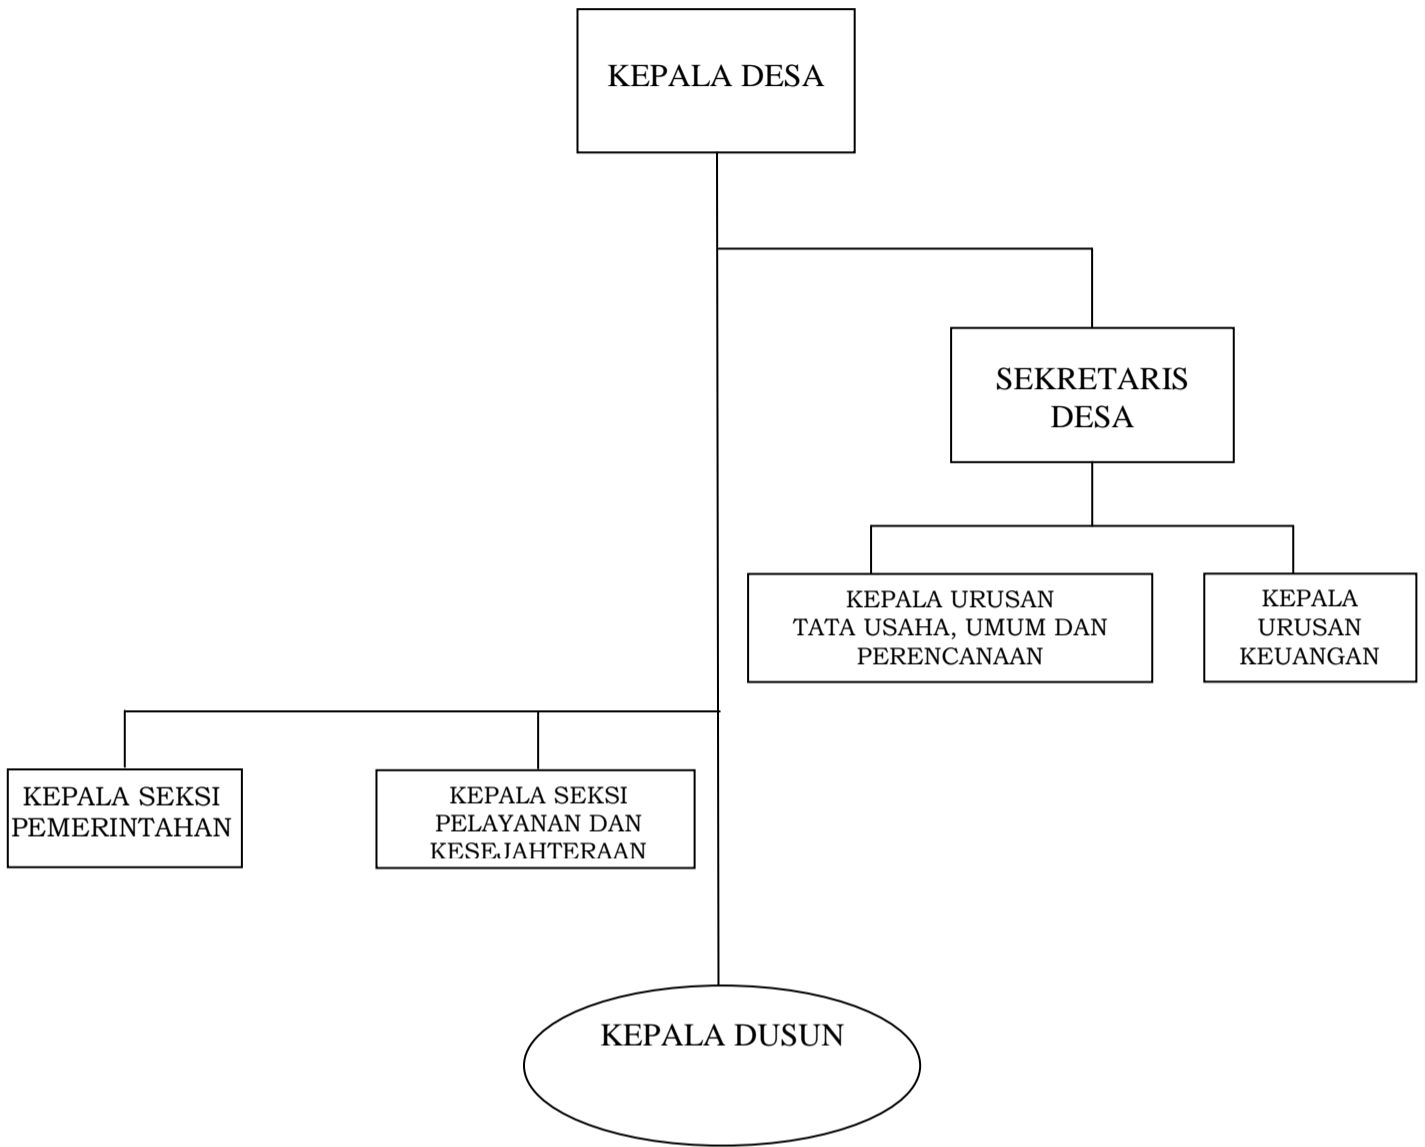 KEPALA DESA
SEKRETARIS
DESA
KEPALA URUSAN
TATA USAHA, UMUM DAN
PERENCANAAN
KEPALA
URUSAN
KEUANGAN
KEPALA SEKSI
PEMERINTAHAN
KEPALA SEKSI
PELAYANAN DAN
KESEJAHTERAAN
KEPALA DUSUN